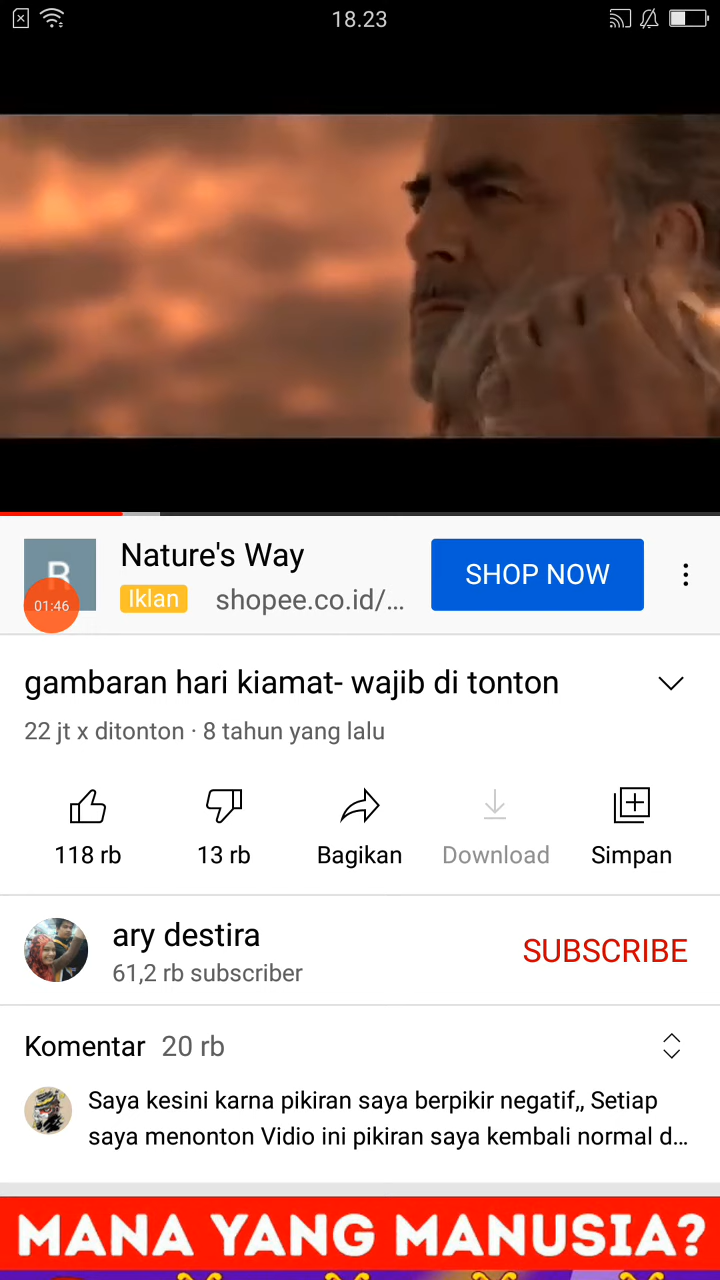 18.23
R
Nature's Way
SHOP NOW
01:46
Iklan shopee.co.id/...
gambaran hari kiamat- wajib di tonton
22 jt x ditonton · 8 tahun yang lalu
118 rb 13 rb Bagikan Download Simpan
ary destira
61,2 rb subscriber
SUBSCRIBE
Komentar 20 rb
Saya kesini karna pikiran saya berpikir negatif,, Setiap
saya menonton Vidio ini pikiran saya kembali normal d...
MANA YANG MANUSIA?